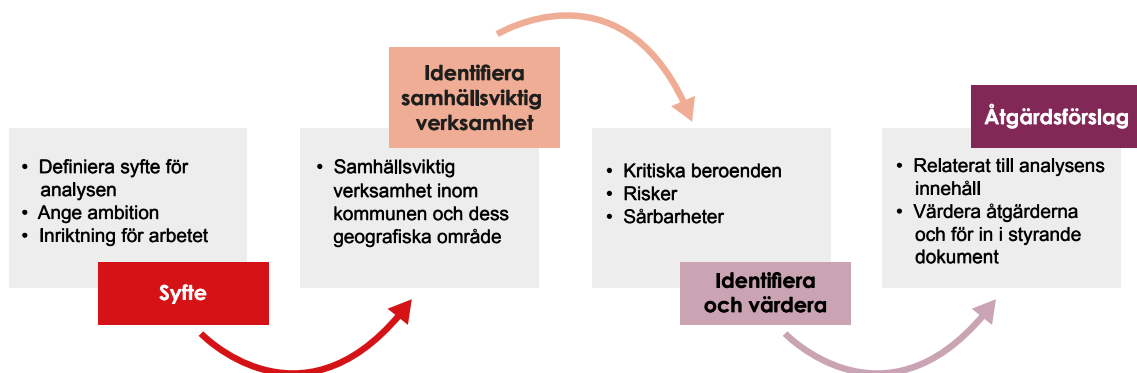 • Definiera syfte för
analysen
• Ange ambition
• Inriktning för arbetet
Syfte
Identifiera
samhällsviktig
verksamhet
• Samhällsviktig
verksamhet inom
kommunen och dess
geografiska område
• Kritiska beroenden
• Risker
• Sårbarheter
Identifiera
och värdera
Åtgärdsförslag
• Relaterat till analysens
innehåll
• Värdera åtgärderna
och för in i styrande
dokument